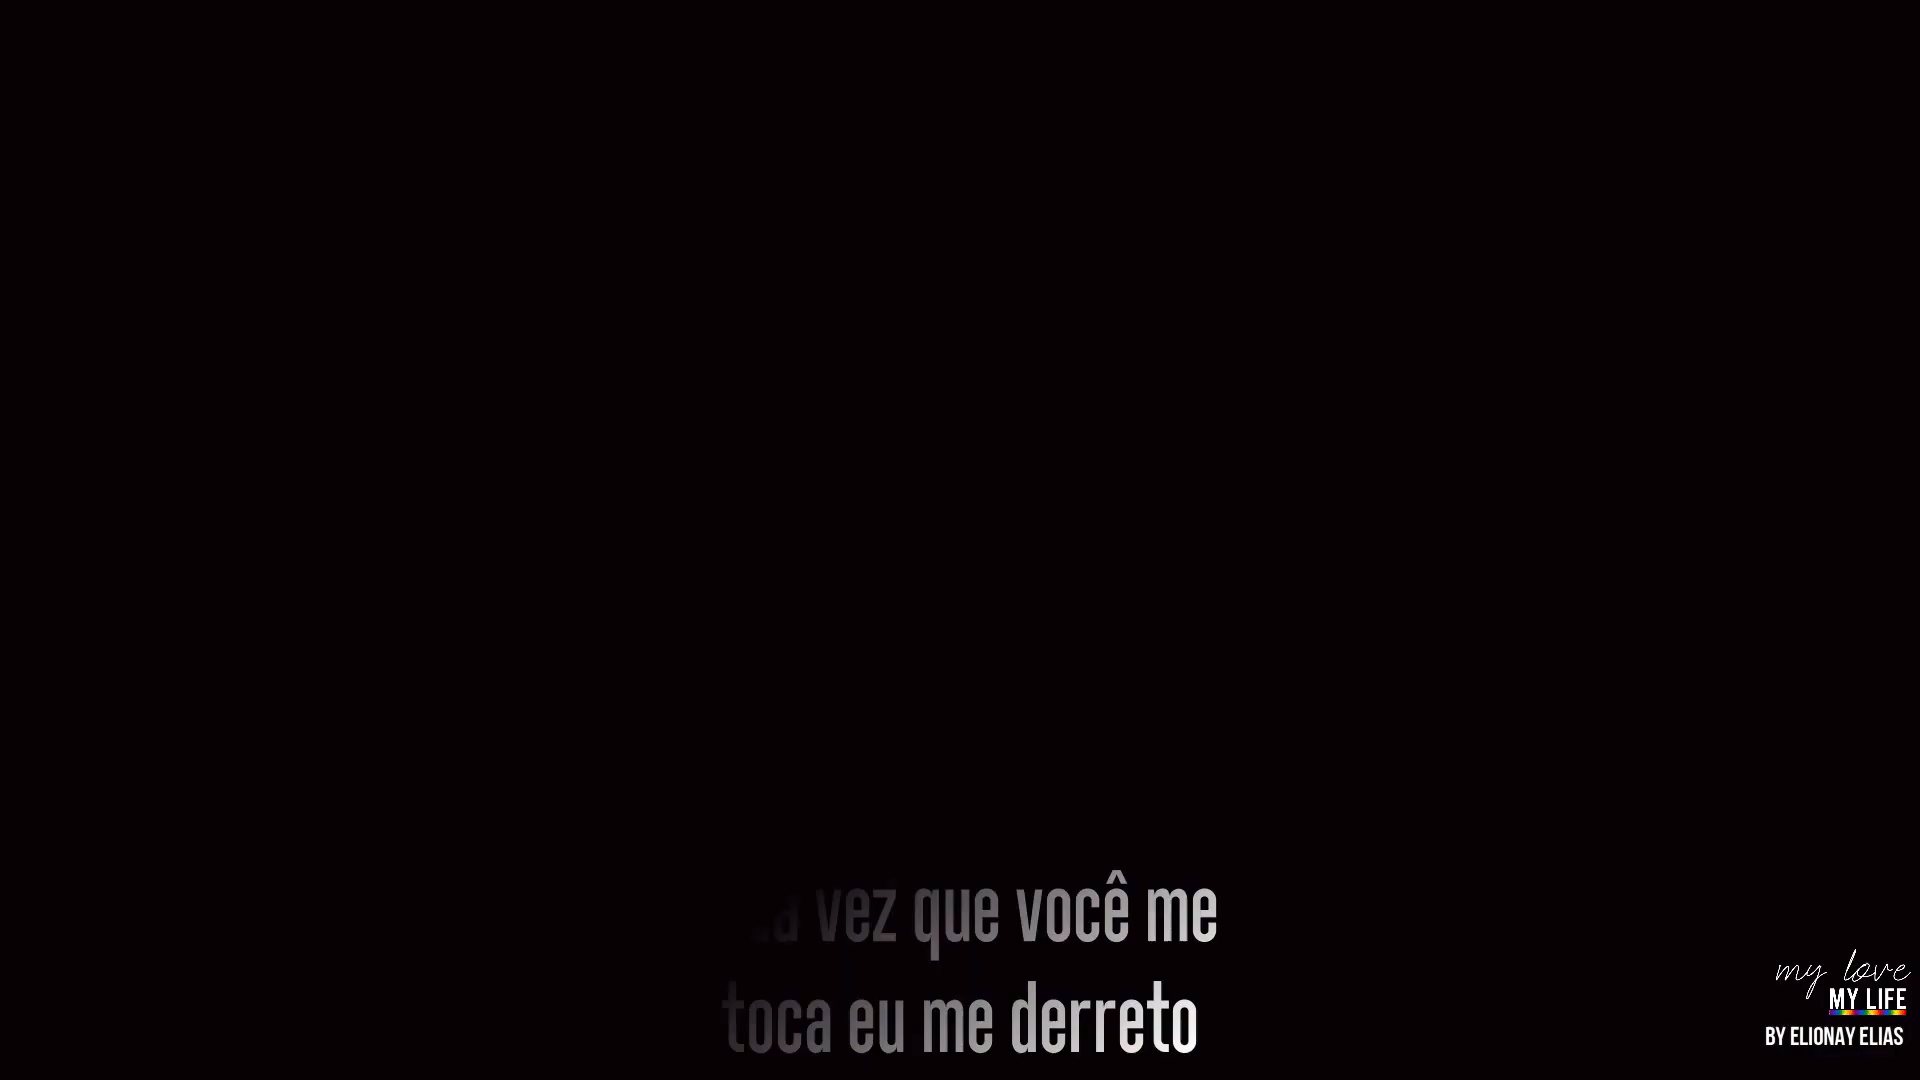 vez que você me
toca eu me derreto
my love
MY LIFE
BY ELIONAY ELIAS